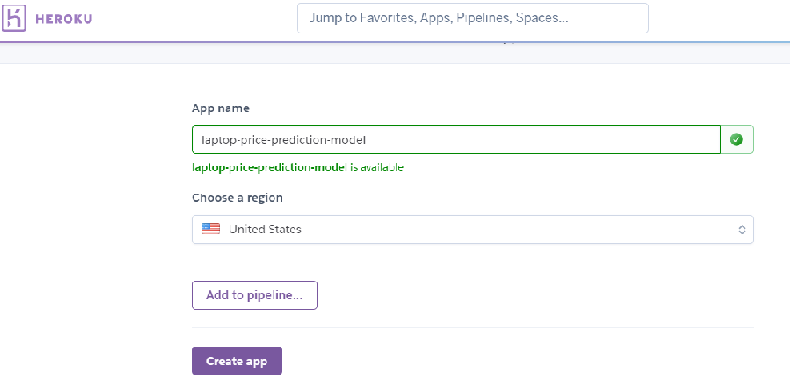 HEROKU
Jump to Favorites, Apps, Pipelines, Spaces...
App name
laptop-price-prediction-model
laptop-price-prediction-model is available
Choose a region
United States
Add to pipeline...
Create app